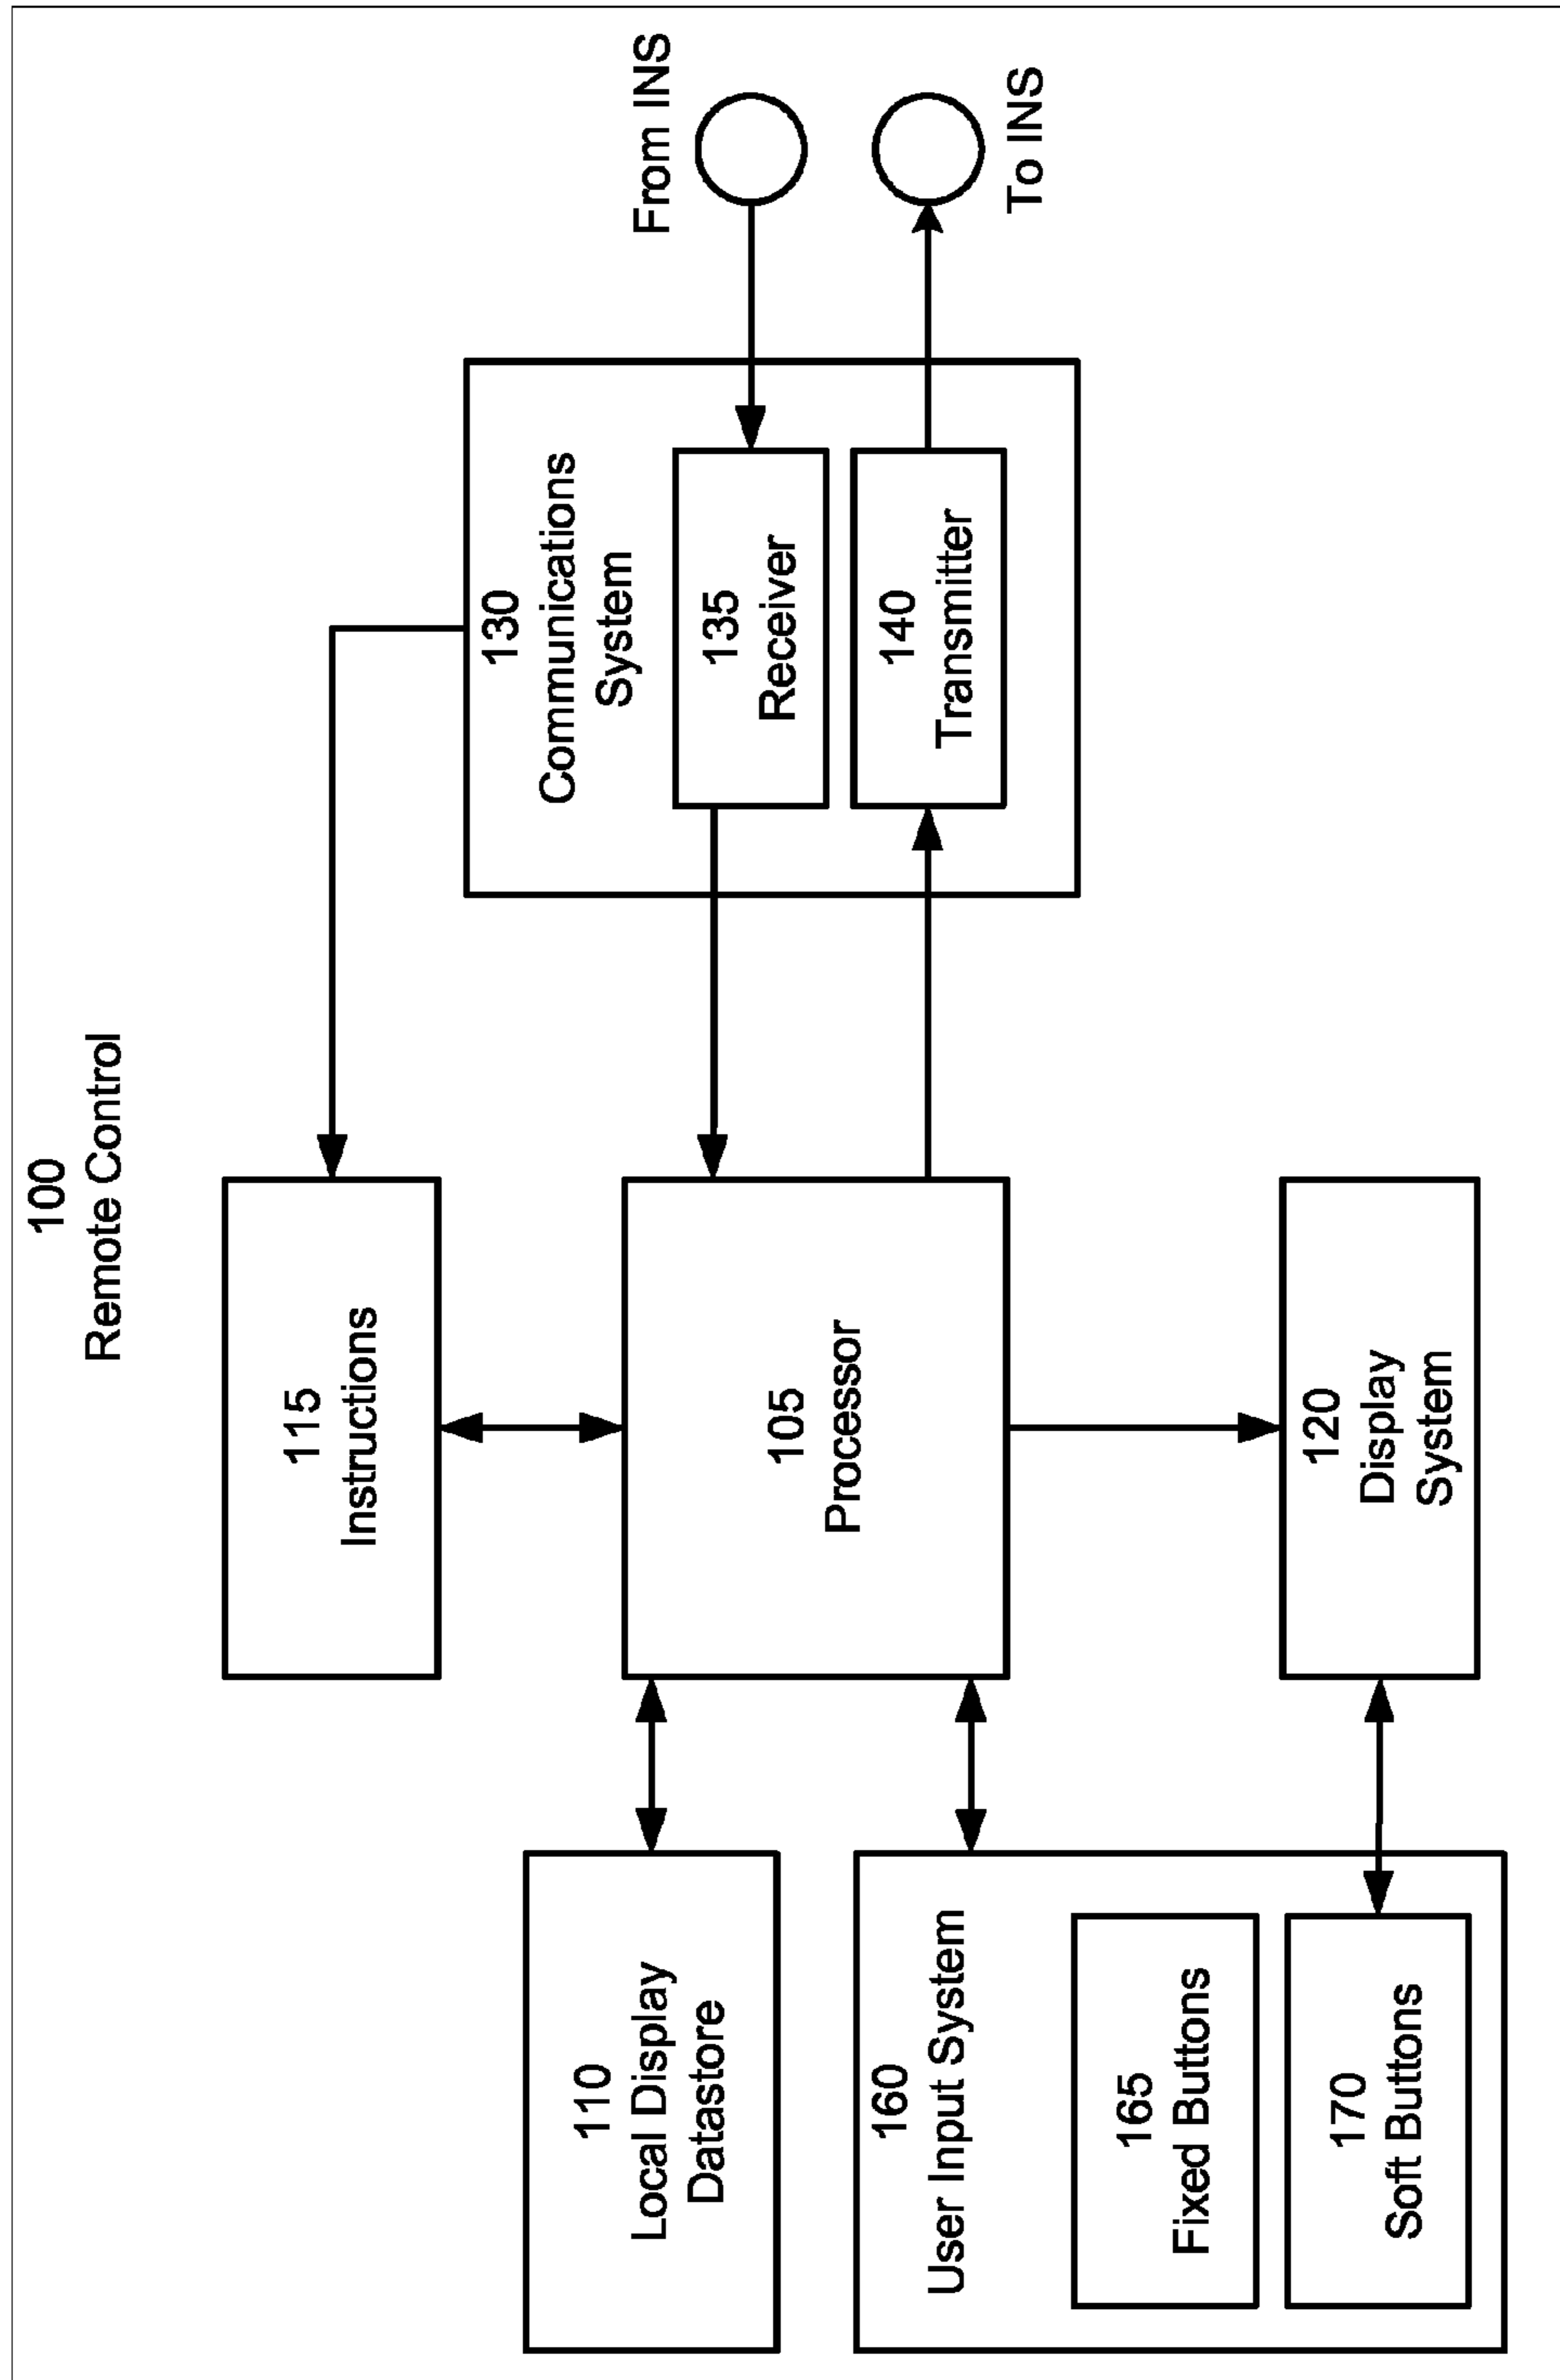 100
Remote Control
115
Instructions
130
Communications
System
From INS
135
Receiver
110
Local Display
Datastore
105
Processor
140
Transmitter
To INS
160
User Input System
165
Fixed Buttons
170
Soft Buttons
120
Display
System